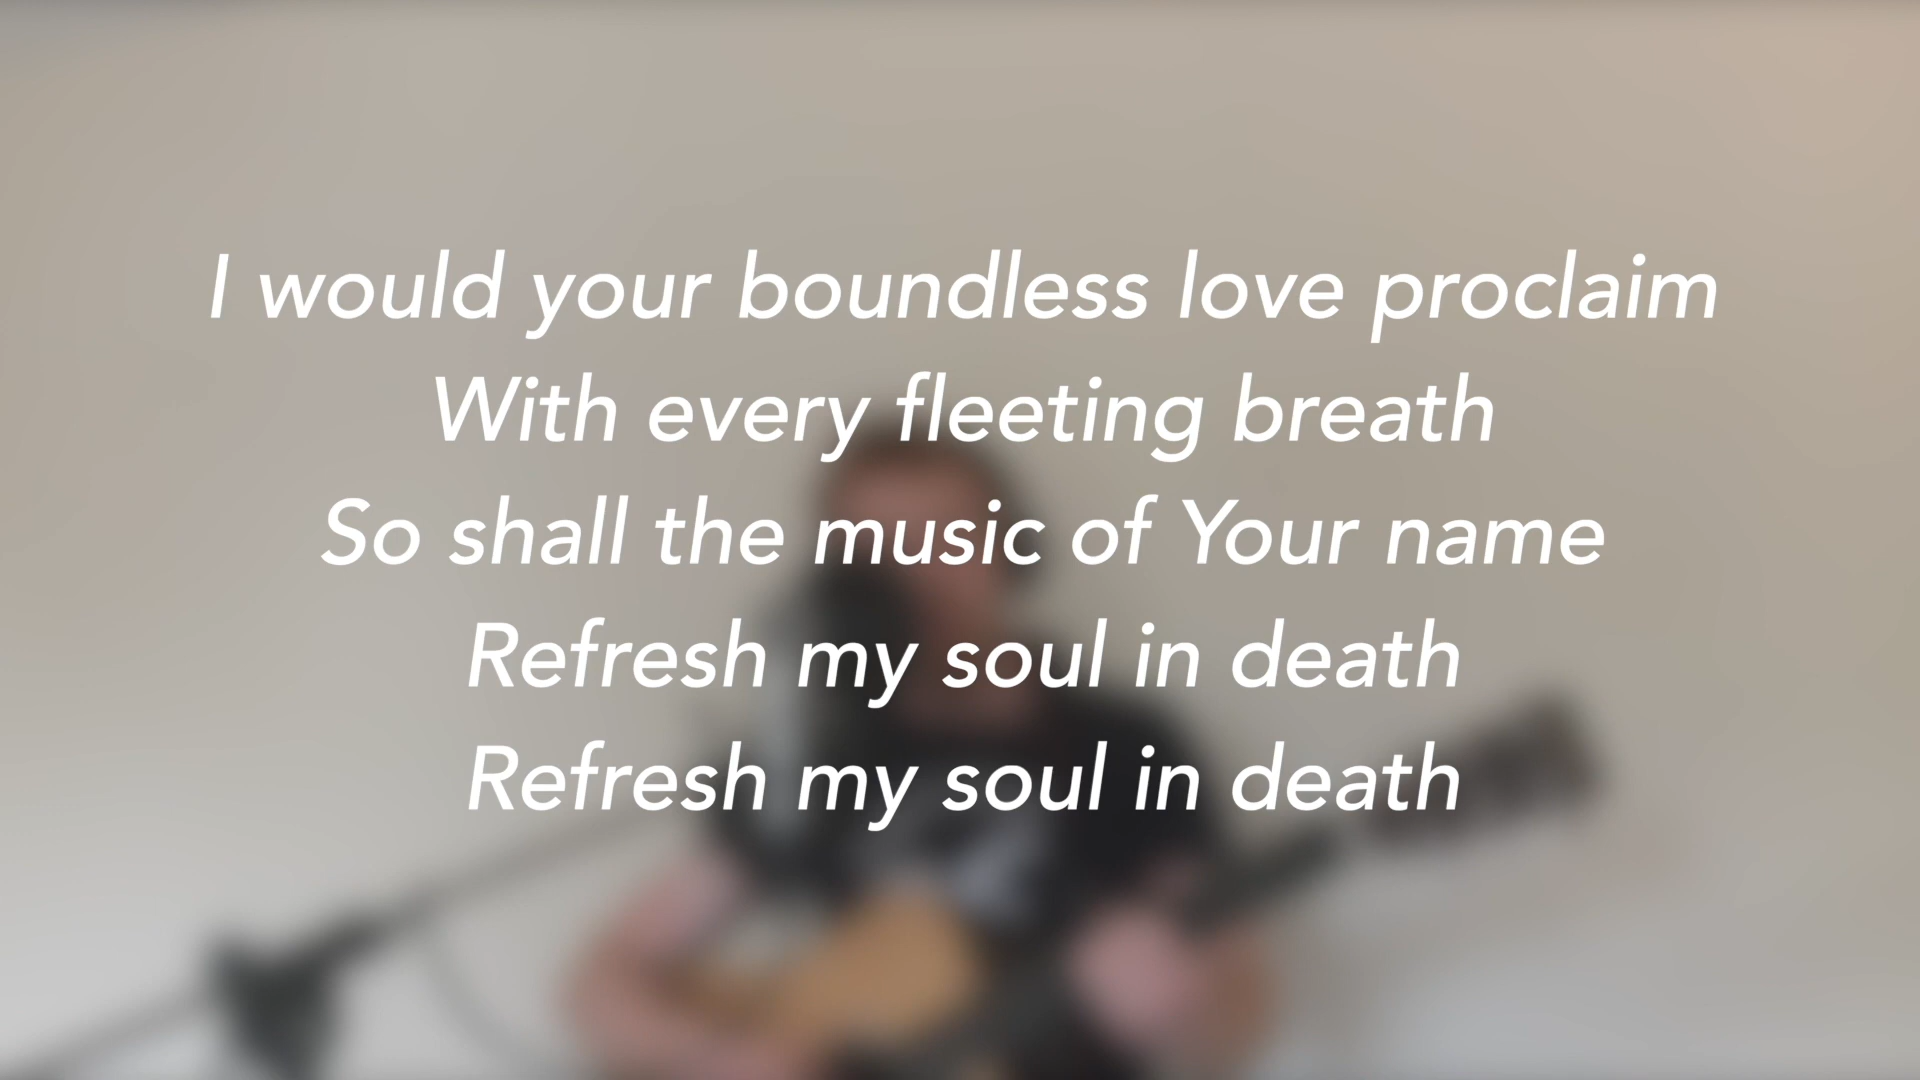 I would your boundless love proclaim
With every fleeting breath
So shall the music of Your name
Refresh my soul in death
Refresh my soul in death